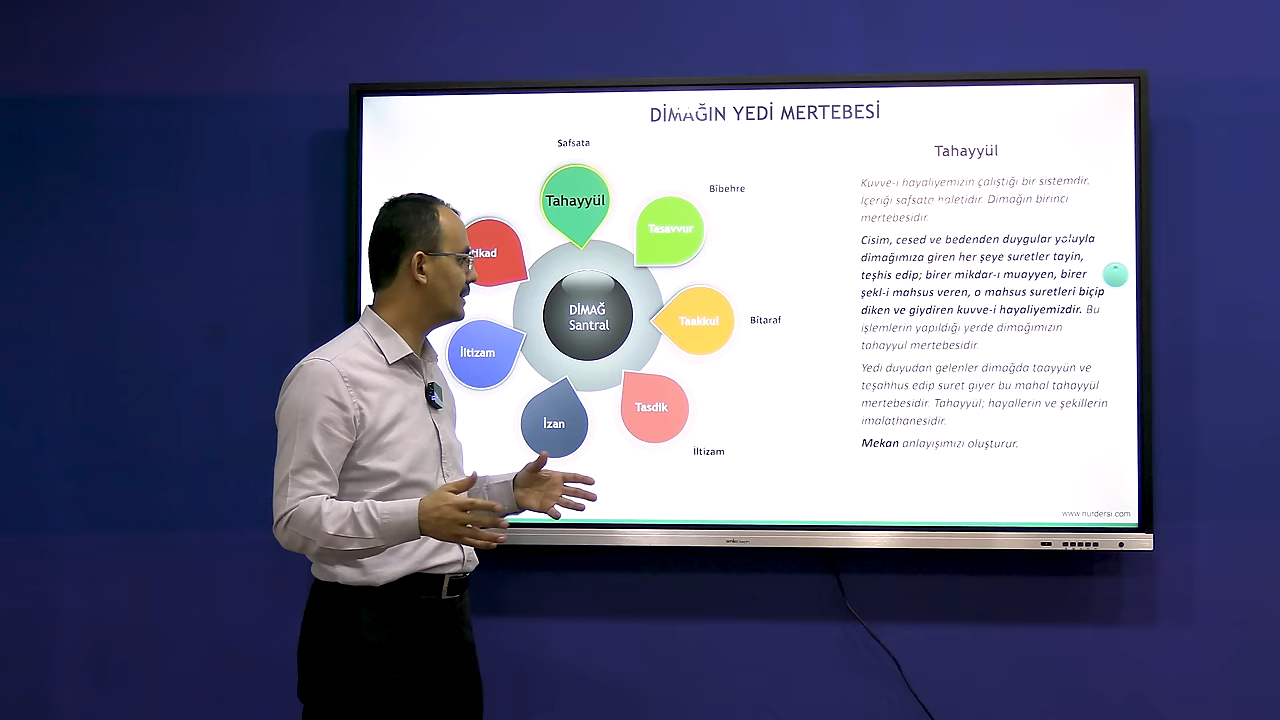 DİMAĞIN YEDİ MERTEBESİ
Safsata
Tahayyül
Bîbehre
Tasavvur
Taakkul
Bîtaraf
Tasdik
İltizam
İzan
İltizam
ikad
DİMAĞ
Santral
Tahayyül
Kuvve-i hayaliyemizin çalıştığı bir sistemdir.
İçeriği safsata haletidir. Dimağın birinci
mertebesidir.
Cisim, cesed ve bedenden duygular yoluyla
dimağımıza giren her şeye suretler tayin,
teşhis edip; birer mikdar-ı muayyen, birer
şekl-i mahsus veren, o mahsus suretleri biçip
diken ve giydiren kuvve-i hayaliyemizdir. Bu
işlemlerin yapıldığı yerde dimağımızın
tahayyül mertebesidir.
Yedi duyudan gelenler dimağda taayyün ve
teşahhus edip suret giyer bu mahal tahayyül
mertebesidir. Tahayyül; hayallerin ve şekillerin
imalathanesidir.
Mekan anlayışımızı oluşturur.
www.nurdersi.com